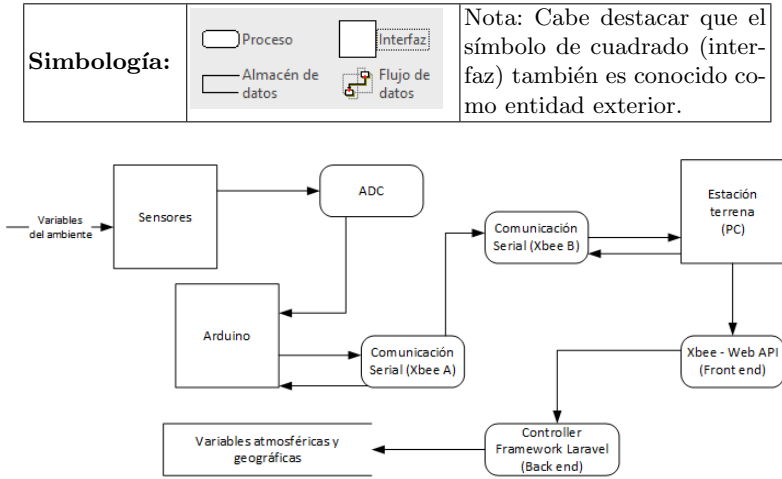 Simbología:
Proceso
Interfaz
Almacén de
datos
Flujo de
datos
Nota: Cabe destacar que el
símbolo de cuadrado (inter-
faz) también es conocido co-
mo entidad exterior.
Variables
del ambiente
Sensores
ADC
Comunicación
Serial (Xbee B)
Estación
terrena
(PC)
Arduino
Comunicación
Serial (Xbee A)
Xbee - Web API
(Front end)
Variables atmosféricas y
geográficas
Controller
Framework Laravel
(Back end)